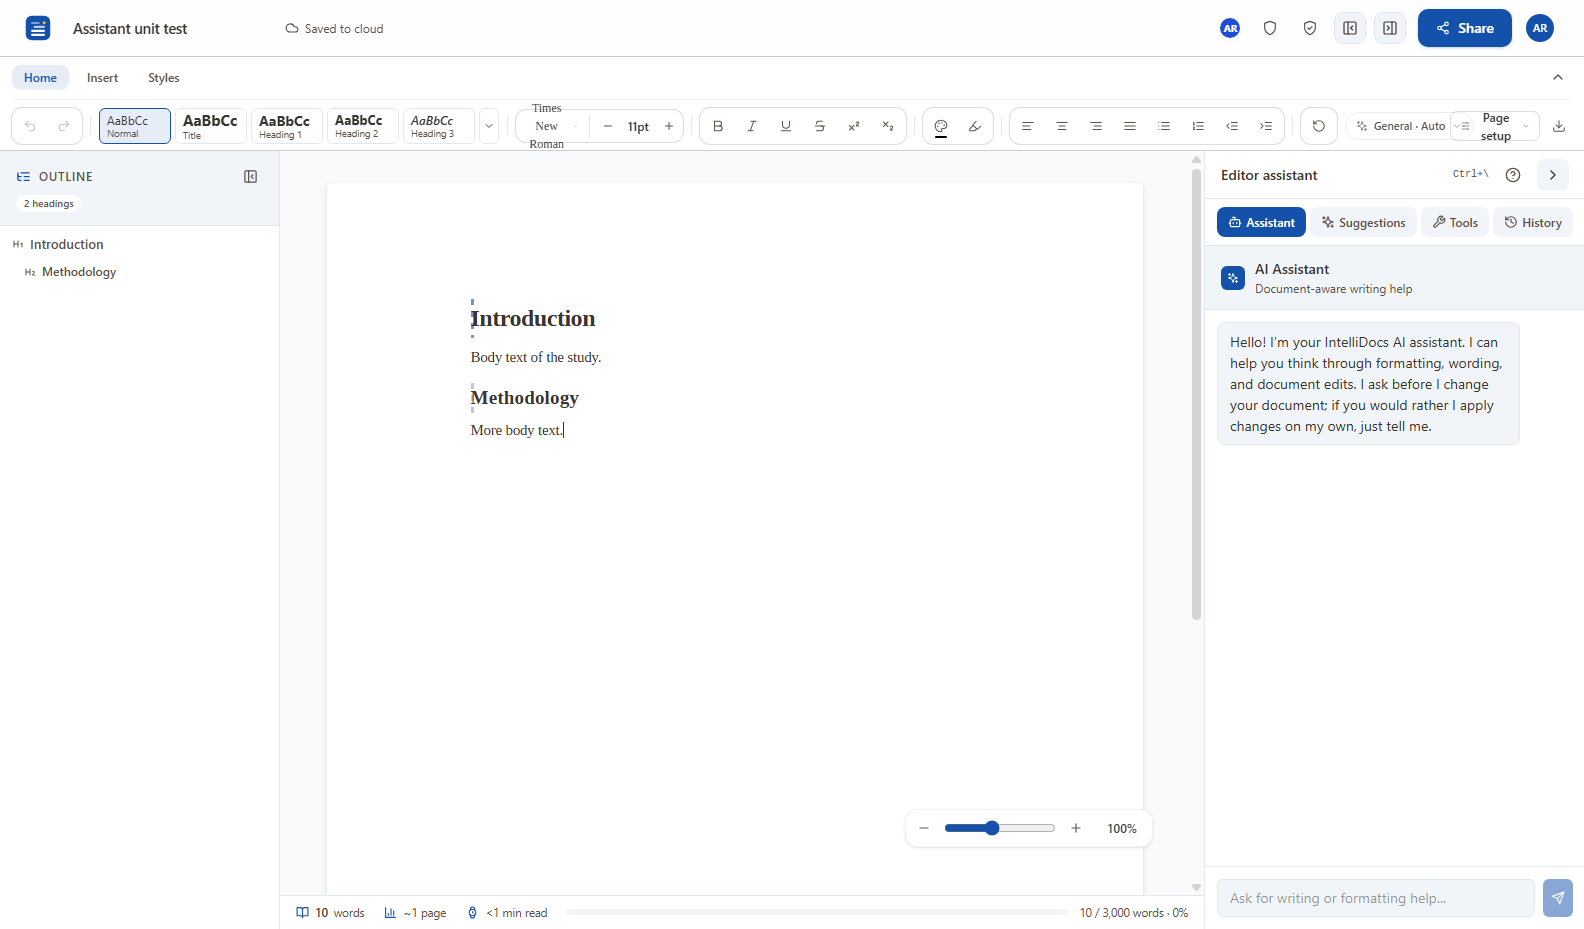 Assistant unit test
Saved to cloud
AR
Share
AR
Home
Insert
Styles
AaBbCc
Normal
AaBbCc
Title
AaBbCc
Heading 1
AaBbCc
Heading 2
AaBbCc
Heading 3
Times
New
Roman
11pt
General · Auto
Page
setup
OUTLINE
2 headings
H1 Introduction
H2 Methodology
Introduction
Body text of the study.
Methodology
More body text.
100%
10 words
~1 page
<1 min read
10 / 3,000 words · 0%
Editor assistant
Ctrl+\
Assistant
Suggestions
Tools
History
AI Assistant
Document-aware writing help
Hello! I'm your IntelliDocs AI assistant. I can
help you think through formatting, wording,
and document edits. I ask before I change
your document; if you would rather I apply
changes on my own, just tell me.
Ask for writing or formatting help...